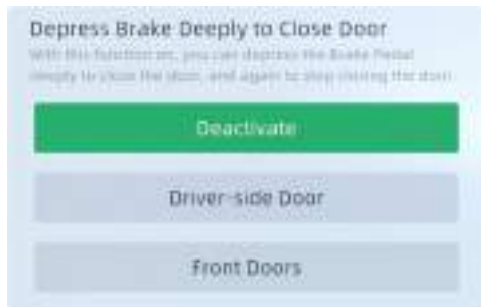 Depress Brake Deeply to Close Door
With this function on, you can depress the Brake Pedal
deeply to close the door, and again to stop closing the door.
Deactivate
Driver-side Door
Front Doors